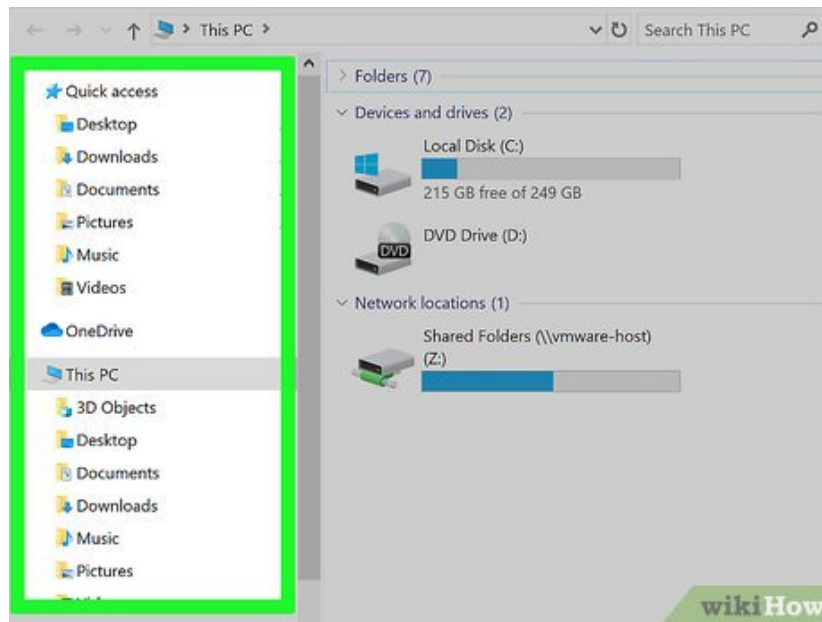 This PC
Search This PC
Quick access
Desktop
Downloads
Documents
Pictures
Music
Videos
OneDrive
This PC
3D Objects
Desktop
Documents
Downloads
Music
Pictures
Folders (7)
Devices and drives (2)
Local Disk (C:)
215 GB free of 249 GB
DVD
DVD Drive (D:)
Network locations (1)
Shared Folders (\\vmware-host)
(Z:)
wikiHow